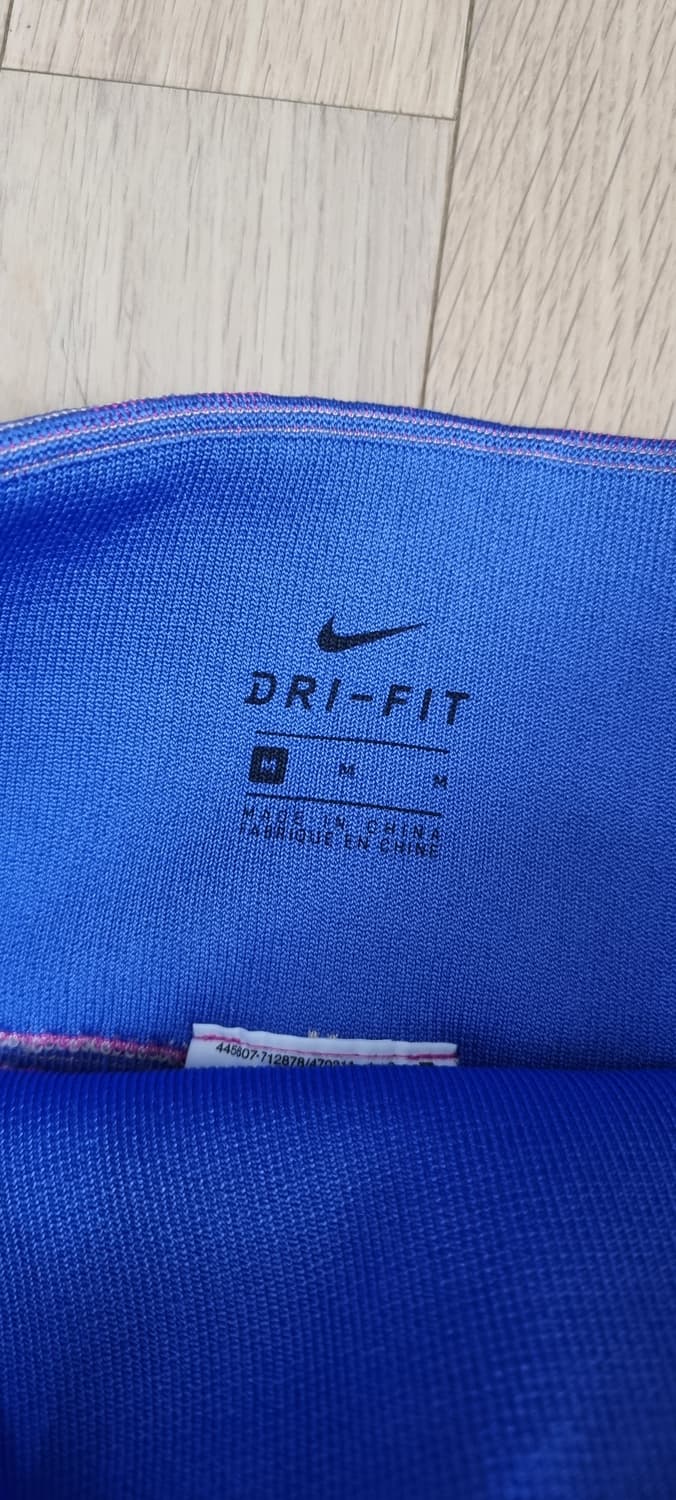 DRI-FIT
M M M
MADE IN CHINA
FABRIQUÉ EN CHINE